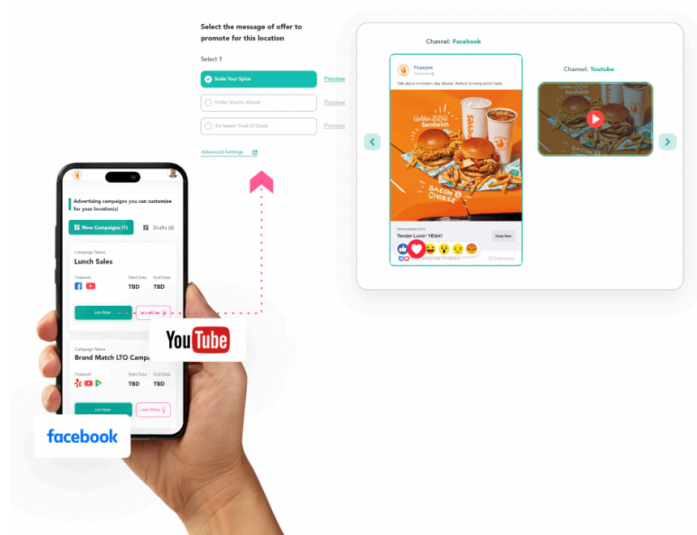 Select the message of offer to
promote for this location
Select 1
Scale Your Spice
Preview
Order Snacks Ahead
Preview
It's Sweet Treat O'Clock
Preview
Advanced Settings
Channel: Facebook
Popeyes
Golden BBQ
Sandwich
BACON &
CHEESE
Tender Lovin' YEAH!
Shop Now
Channel: Youtube
Advertising campaigns you can customize
for your location(s)
New Campaigns (1)
Drafts (8)
Campaign Name
Lunch Sales
Channels
Start Date
End Date
TBD
TBD
Join Now
YouTube
Campaign Name
Brand Match LTO Campa
Channels
Start Date
End Date
TBD
TBD
Join Now
Learn More
facebook